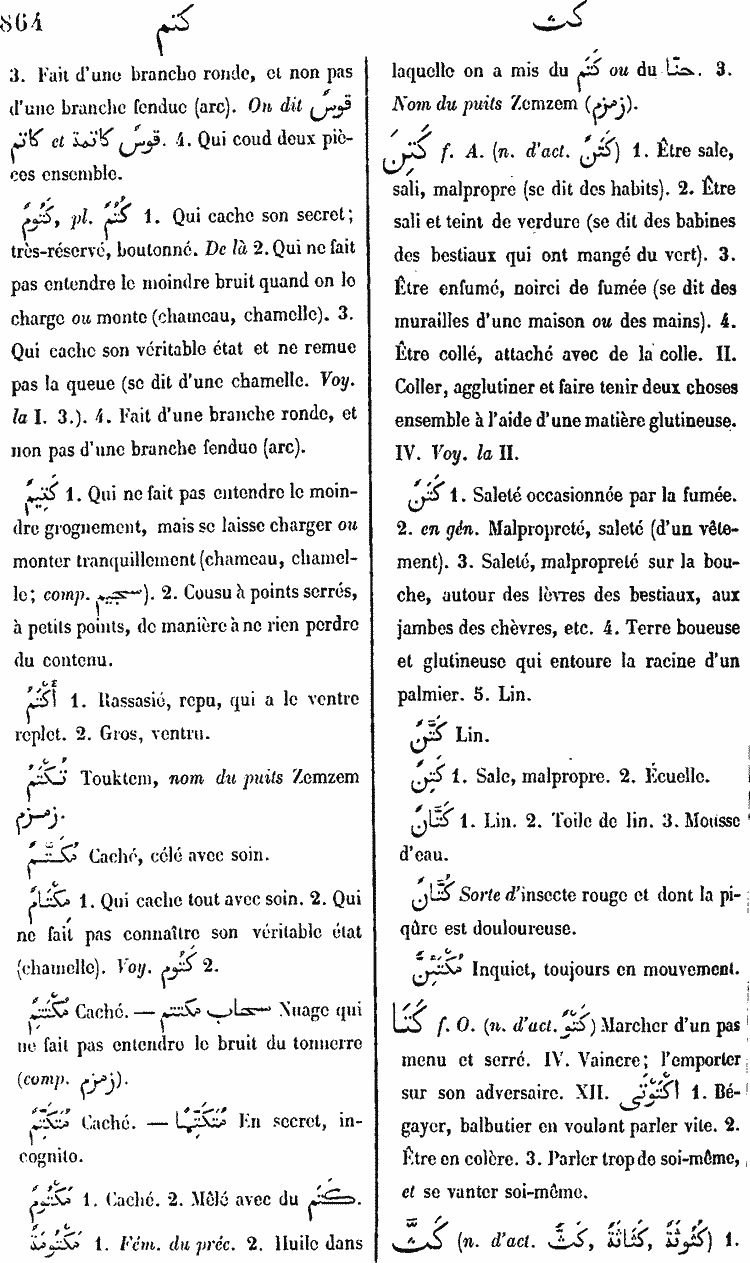 864
كتم
كث
3. Fait d'une branche ronde, et non pas
d'une branche fendue (arc). On dit قوس
كاتم et كاتمة قوس. 4. Qui coud deux piè-
ces ensemble.
كَتُومٌ, pl. كُتُمٌ 1. Qui cache son secret;
très-réservé, boutonné. De là 2. Qui ne fait
pas entendre le moindre bruit quand on le
charge ou monte (chameau, chamelle). 3.
Qui cache son véritable état et ne remue
pas la queue (se dit d'une chamelle. Voy.
la I. 3.). 4. Fait d'une branche ronde, et
non pas d'une branche fendue (arc).
كَتِيمٌ 1. Qui ne fait pas entendre le moin-
dre grognement, mais se laisse charger ou
monter tranquillement (chameau, chamel-
le; comp. سجيم). 2. Cousu à points serrés,
à petits points, de manière à ne rien perdre
du contenu.
أَكْتَمُ 1. Rassasié, repu, qui a le ventre
replet. 2. Gros, ventru.
تُكْتَمُ Touktem, nom du puits Zemzem
زمزم.
مُكَتَّمٌ Caché, célé avec soin.
مِكْتَامٌ 1. Qui cache tout avec soin. 2. Qui
ne fait pas connaître son véritable état
(chamelle). Voy. كَتُوم 2.
مُكْتَتِمٌ Caché. — سحاب مكتتم Nuage qui
ne fait pas entendre le bruit du tonnerre
(comp. زمزم).
مُتَكَتِّمٌ Caché. — مُتَكَتِّمًا En secret, in-
cognito.
مَكْتُومٌ 1. Caché. 2. Mêlé avec du كَتَم.
مَكْتُومَةٌ 1. Fém. du préc. 2. Huile dans
laquelle on a mis du كَتَم ou du حنّا. 3.
Nom du puits Zemzem (زمزم).
كَتِنَ f. A. (n. d'act. كَتَنٌ) 1. Être sale,
sali, malpropre (se dit des habits). 2. Être
sali et teint de verdure (se dit des babines
des bestiaux qui ont mangé du vert). 3.
Être enfumé, noirci de fumée (se dit des
murailles d'une maison ou des mains). 4.
Être collé, attaché avec de la colle. II.
Coller, agglutiner et faire tenir deux choses
ensemble à l'aide d'une matière glutineuse.
IV. Voy. la II.
كَتَنٌ 1. Saleté occasionnée par la fumée.
2. en gén. Malpropreté, saleté (d'un vête-
ment). 3. Saleté, malpropreté sur la bou-
che, autour des lèvres des bestiaux, aux
jambes des chèvres, etc. 4. Terre boueuse
et glutineuse qui entoure la racine d'un
palmier. 5. Lin.
كَتَّنٌ Lin.
كَتِنٌ 1. Sale, malpropre. 2. Écuelle.
كَتَّانٌ 1. Lin. 2. Toile de lin. 3. Mousse
d'eau.
كُتَّانٌ Sorte d'insecte rouge et dont la pi-
qûre est douloureuse.
مُكْتَئِنٌّ Inquiet, toujours en mouvement.
كَتَا f. O. (n. d'act. كَتْوٌ) Marcher d'un pas
menu et serré. IV. Vaincre; l'emporter
sur son adversaire. XII. اكْتَوْتَى 1. Bé-
gayer, balbutier en voulant parler vite. 2.
Être en colère. 3. Parler trop de soi-même,
et se vanter soi-même.
كَثَّ (n. d'act. كَثٌّ, كَثَاثَةٌ, كُثُوثَةٌ) 1.